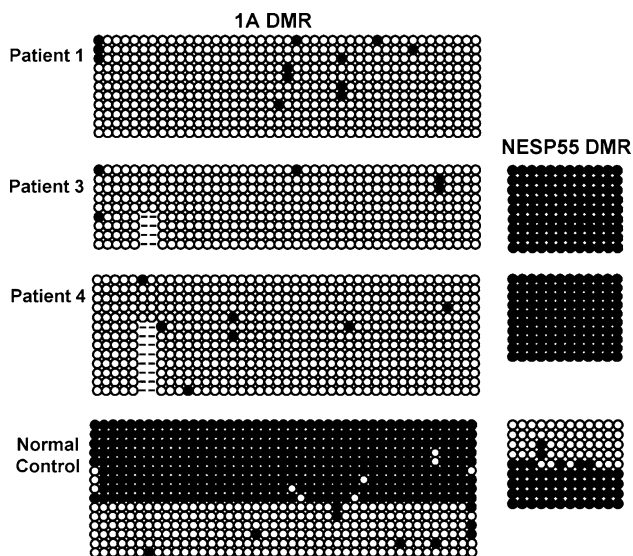 1A DMR
Patient 1
NESP55 DMR
Patient 3
Patient 4
Normal
Control